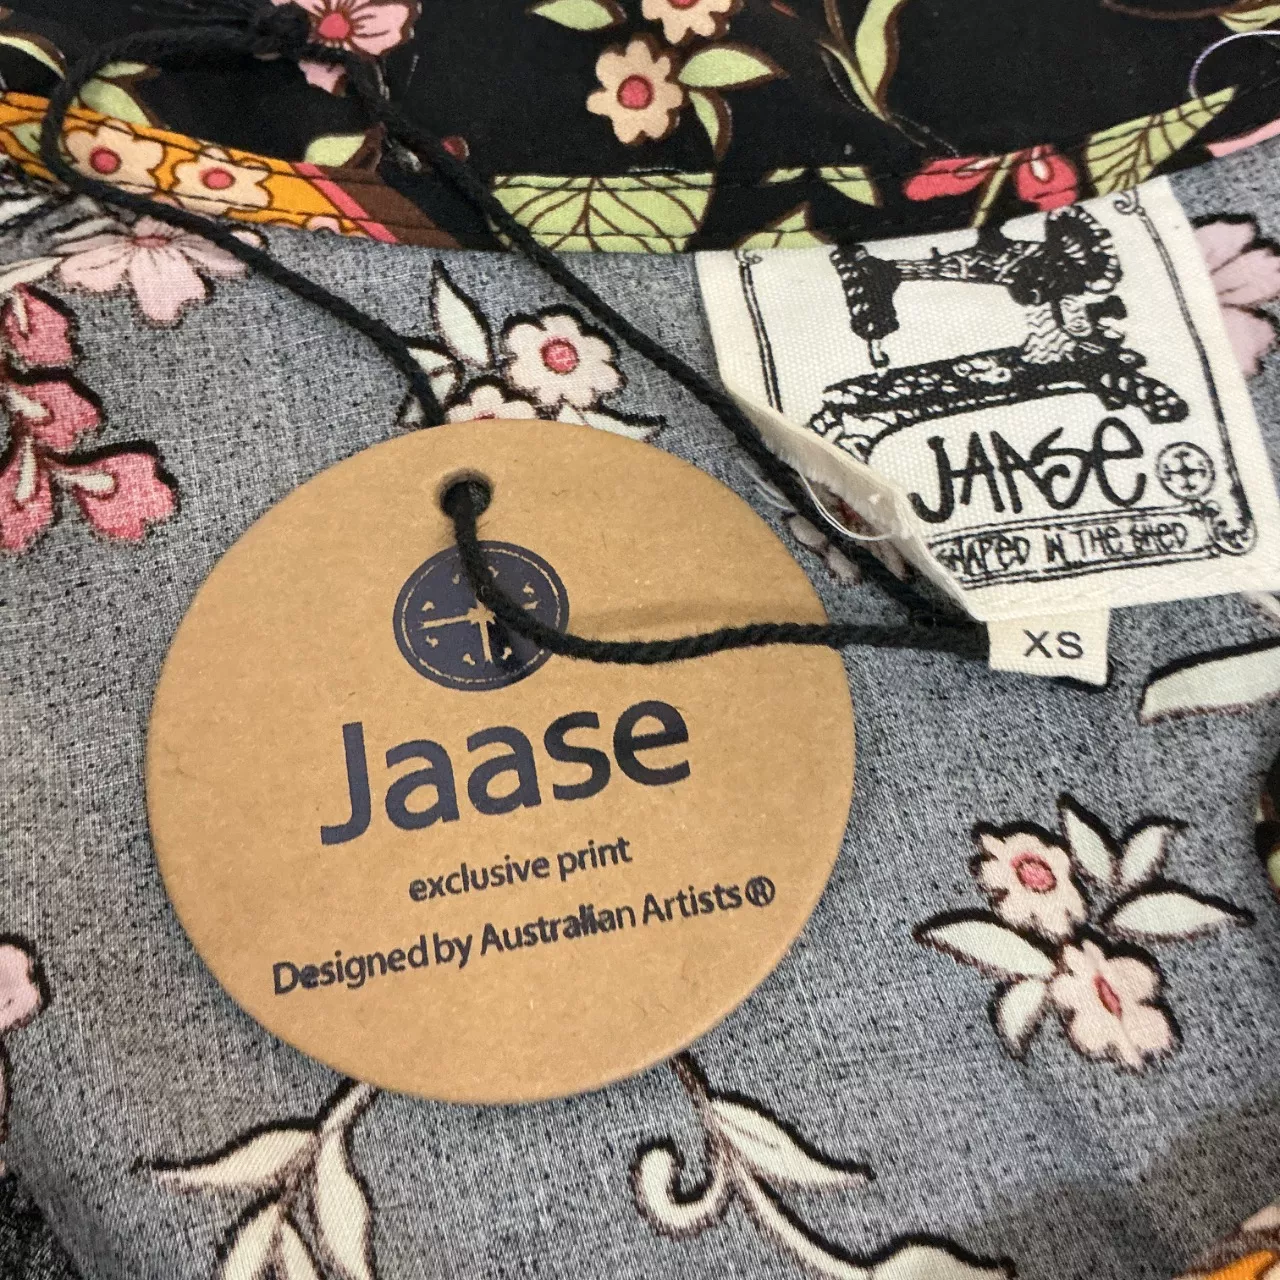 JAASE
SHAPED IN THE SHED
XS
Jaase
exclusive print
Designed by Australian Artists®